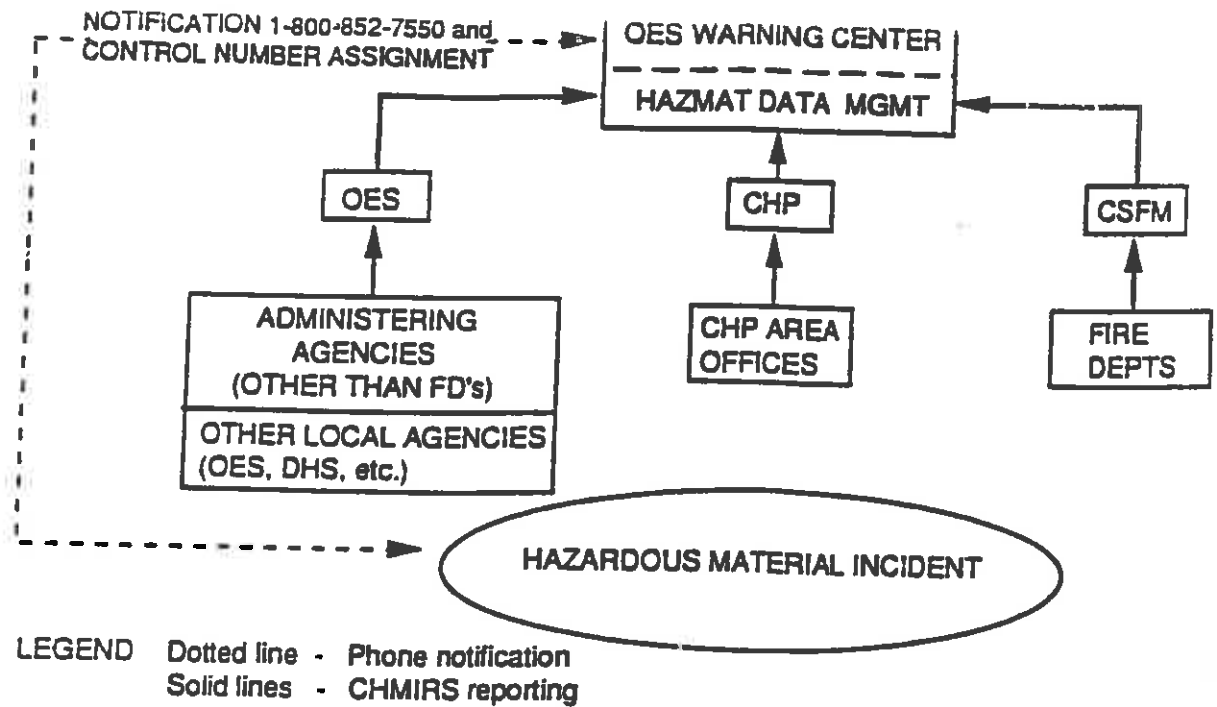 NOTIFICATION 1-800-852-7550 and
CONTROL NUMBER ASSIGNMENT
OES WARNING CENTER
HAZMAT DATA MGMT
OES
CHP
CSFM
ADMINISTERING
AGENCIES
(OTHER THAN FD's)
OTHER LOCAL AGENCIES
(OES, DHS, etc.)
CHP AREA
OFFICES
FIRE
DEPTS
HAZARDOUS MATERIAL INCIDENT
LEGEND Dotted line - Phone notification
Solid lines - CHMIRS reporting